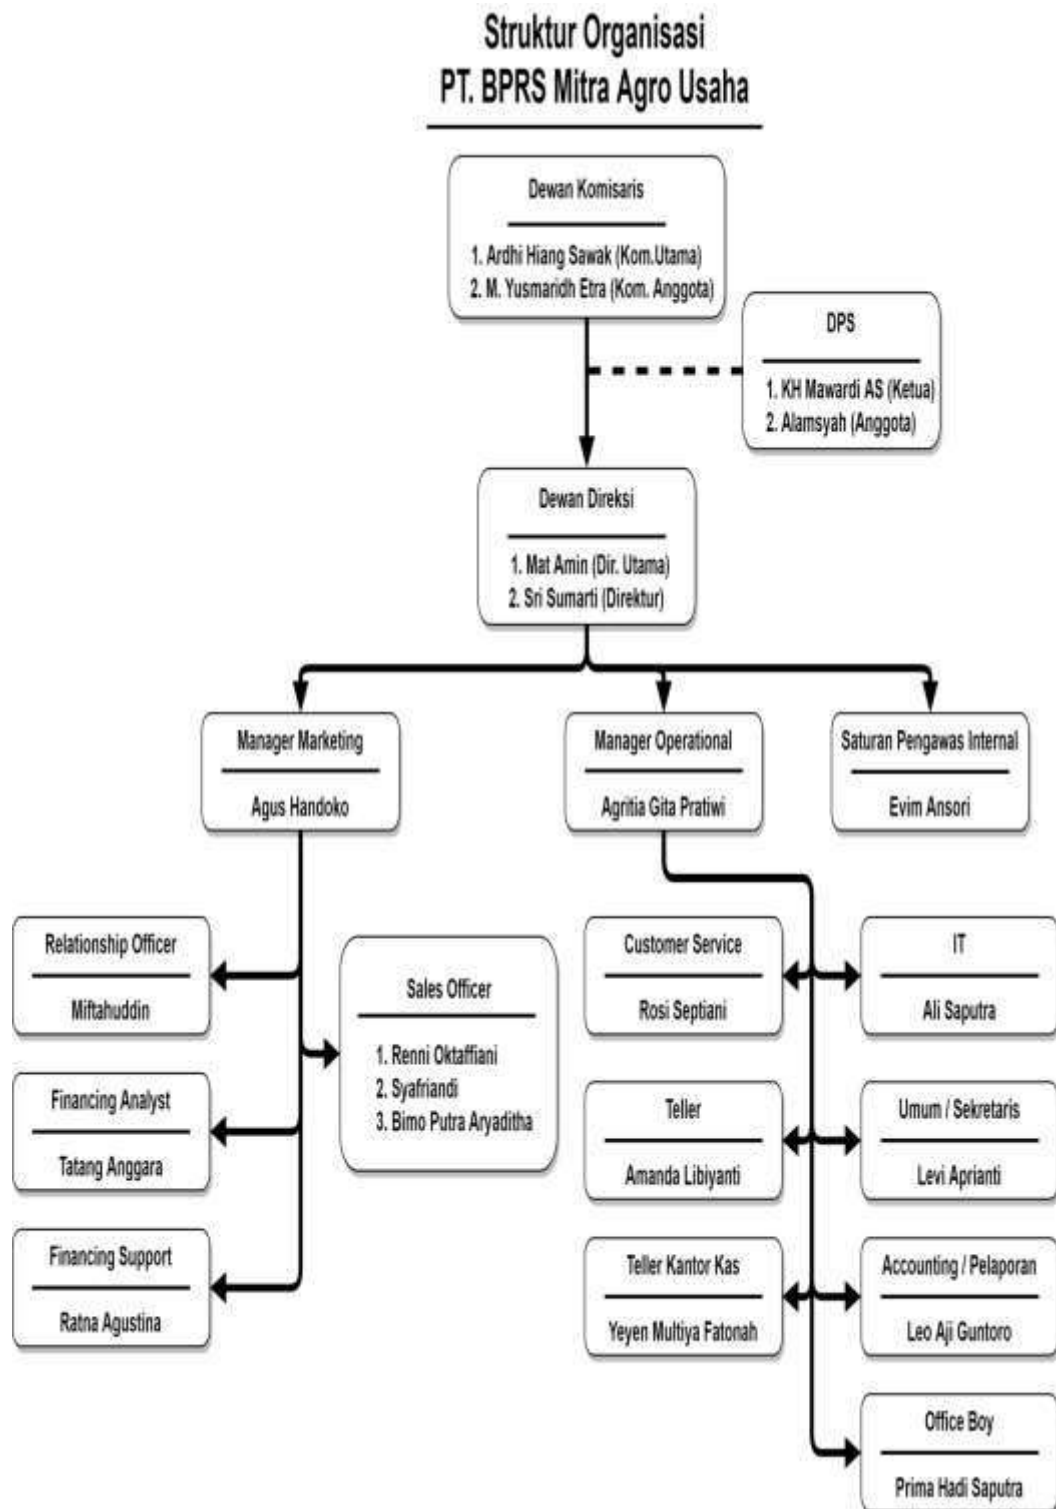 Struktur Organisasi
PT. BPRS Mitra Agro Usaha
Dewan Komisaris
1. Ardhi Hiang Sawak (Kom.Utama)
2. M. Yusmaridh Etra (Kom. Anggota)
DPS
1. KH Mawardi AS (Ketua)
2. Alamsyah (Anggota)
Dewan Direksi
1. Mat Amin (Dir. Utama)
2. Sri Sumarti (Direktur)
Manager Marketing
Agus Handoko
Manager Operational
Agritia Gita Pratiwi
Saturan Pengawas Internal
Evim Ansori
Relationship Officer
Miftahuddin
Sales Officer
1. Renni Oktaffiani
2. Syafriandi
3. Bimo Putra Aryaditha
Financing Analyst
Tatang Anggara
Financing Support
Ratna Agustina
Customer Service
Rosi Septiani
IT
Ali Saputra
Teller
Amanda Libiyanti
Umum / Sekretaris
Levi Aprianti
Teller Kantor Kas
Yeyen Multiya Fatonah
Accounting / Pelaporan
Leo Aji Guntoro
Office Boy
Prima Hadi Saputra